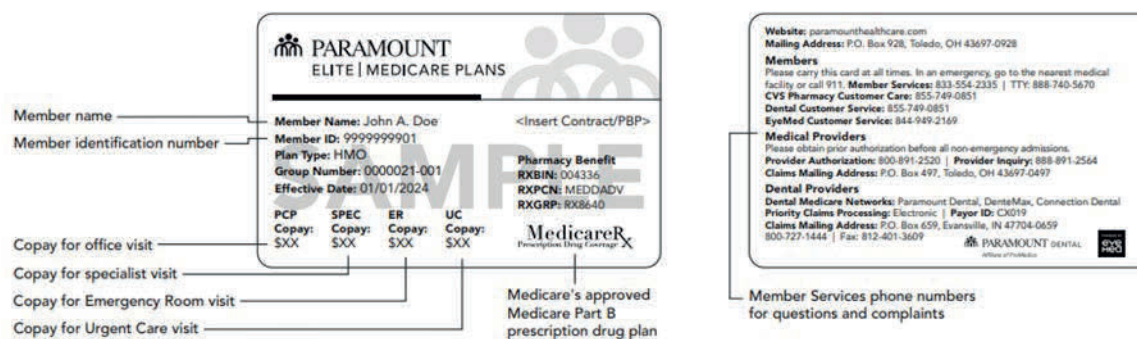 PARAMOUNT
ELITE | MEDICARE PLANS
Member name
Member identification number
Member Name: John A. Doe
<Insert Contract/PBP>
Member ID: 9999999901
Plan Type: HMO
Group Number: 0000021-001
Effective Date: 01/01/2024
SAMPLE
Pharmacy Benefit
RXBIN: 004336
RXPCN: MEDDADV
RXGRP: RX8640
PCP SPEC ER UC
Copay: Copay: Copay: Copay:
$XX $XX $XX $XX
MedicareRx
Prescription Drug Coverage
Copay for office visit
Copay for specialist visit
Copay for Emergency Room visit
Copay for Urgent Care visit
Medicare's approved
Medicare Part B
prescription drug plan
Website: paramounthealthcare.com
Mailing Address: P.O. Box 928, Toledo, OH 43697-0928
Members
Please carry this card at all times. In an emergency, go to the nearest medical
facility or call 911. Member Services: 833-554-2335 | TTY: 888-740-5670
CVS Pharmacy Customer Care: 855-749-0851
Dental Customer Service: 855-749-0851
EyeMed Customer Service: 844-949-2169
Medical Providers
Please obtain prior authorization before all non-emergency admissions.
Provider Authorization: 800-891-2520 | Provider Inquiry: 888-891-2564
Claims Mailing Address: P.O. Box 497, Toledo, OH 43697-0497
Dental Providers
Dental Medicare Networks: Paramount Dental, DenteMax, Connection Dental
Priority Claims Processing: Electronic | Payor ID: CX019
Claims Mailing Address: P.O. Box 659, Evansville, IN 47704-0659
800-727-1444 | Fax: 812-401-3609
PARAMOUNT DENTAL
Affiliate of ProMedica
eye
Med
Member Services phone numbers
for questions and complaints